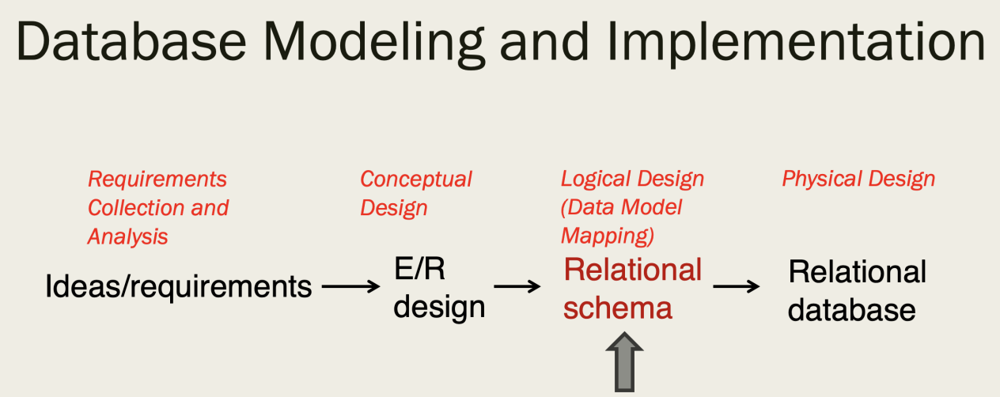 Database Modeling and Implementation
Requirements
Collection and
Analysis
Ideas/requirements
Conceptual
Design
E/R
design
Logical Design
(Data Model
Mapping)
Relational
schema
Physical Design
Relational
database